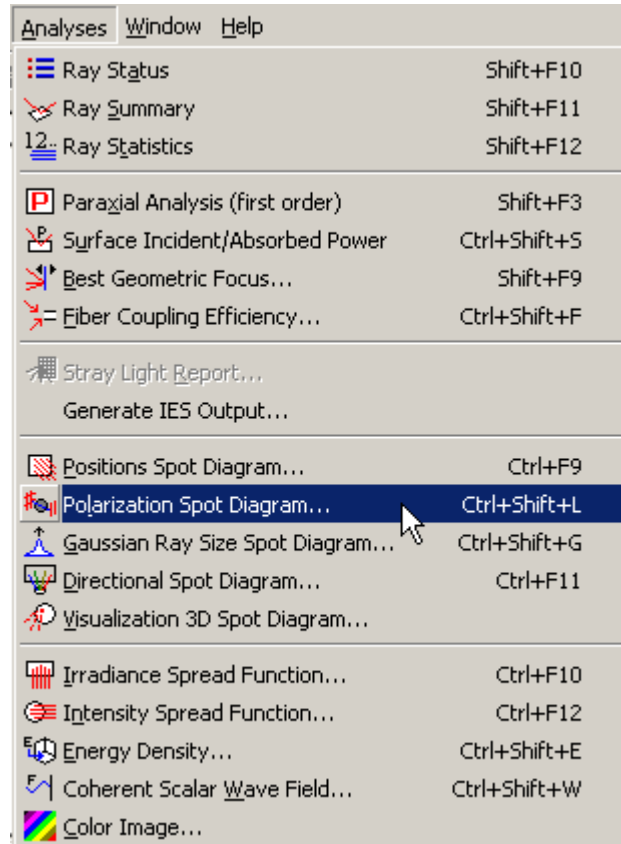 Analyses Window Help
Ray Status Shift+F10
Ray Summary Shift+F11
12.. Ray Statistics Shift+F12
P Paraxial Analysis (first order) Shift+F3
P Surface Incident/Absorbed Power Ctrl+Shift+S
Best Geometric Focus... Shift+F9
Fiber Coupling Efficiency... Ctrl+Shift+F
Stray Light Report...
Generate IES Output...
Positions Spot Diagram... Ctrl+F9
Polarization Spot Diagram... Ctrl+Shift+L
Gaussian Ray Size Spot Diagram... Ctrl+Shift+G
Directional Spot Diagram... Ctrl+F11
Visualization 3D Spot Diagram...
Irradiance Spread Function... Ctrl+F10
Intensity Spread Function... Ctrl+F12
E Energy Density... Ctrl+Shift+E
F Coherent Scalar Wave Field... Ctrl+Shift+W
Color Image...